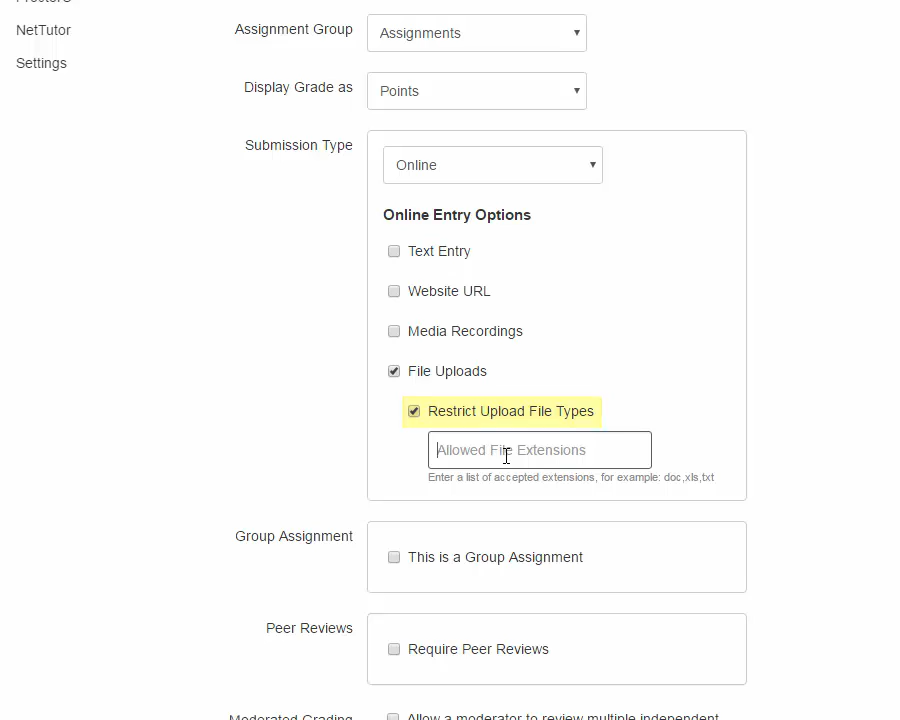 NetTutor
Settings
Assignment Group
Assignments
Display Grade as
Points
Submission Type
Online
Online Entry Options
Text Entry
Website URL
Media Recordings
File Uploads
Restrict Upload File Types
Allowed File Extensions
Enter a list of accepted extensions, for example: doc,xls,txt
Group Assignment
This is a Group Assignment
Peer Reviews
Require Peer Reviews
Moderated Grading
Allow a moderator to review multiple independent